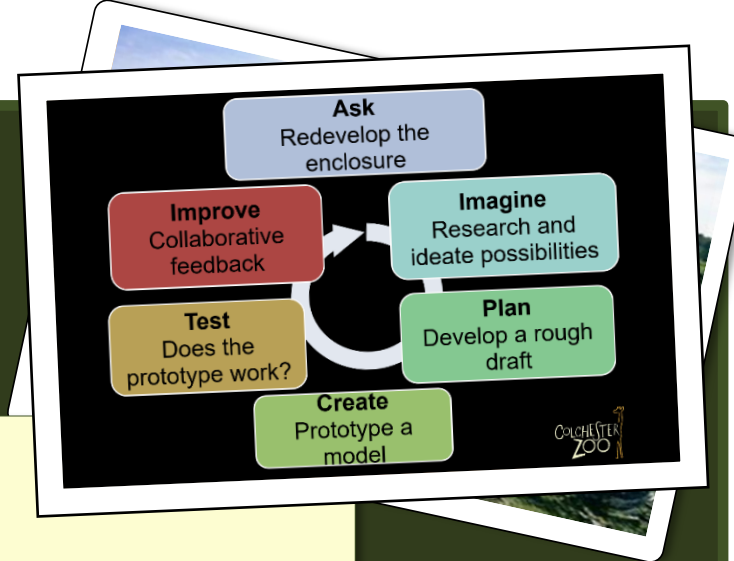 Ask
Redevelop the
enclosure
Imagine
Research and
ideate possibilities
Plan
Develop a rough
draft
Create
Prototype a
model
Test
Does the
prototype work?
Improve
Collaborative
feedback
COLCHESTER
ZOO